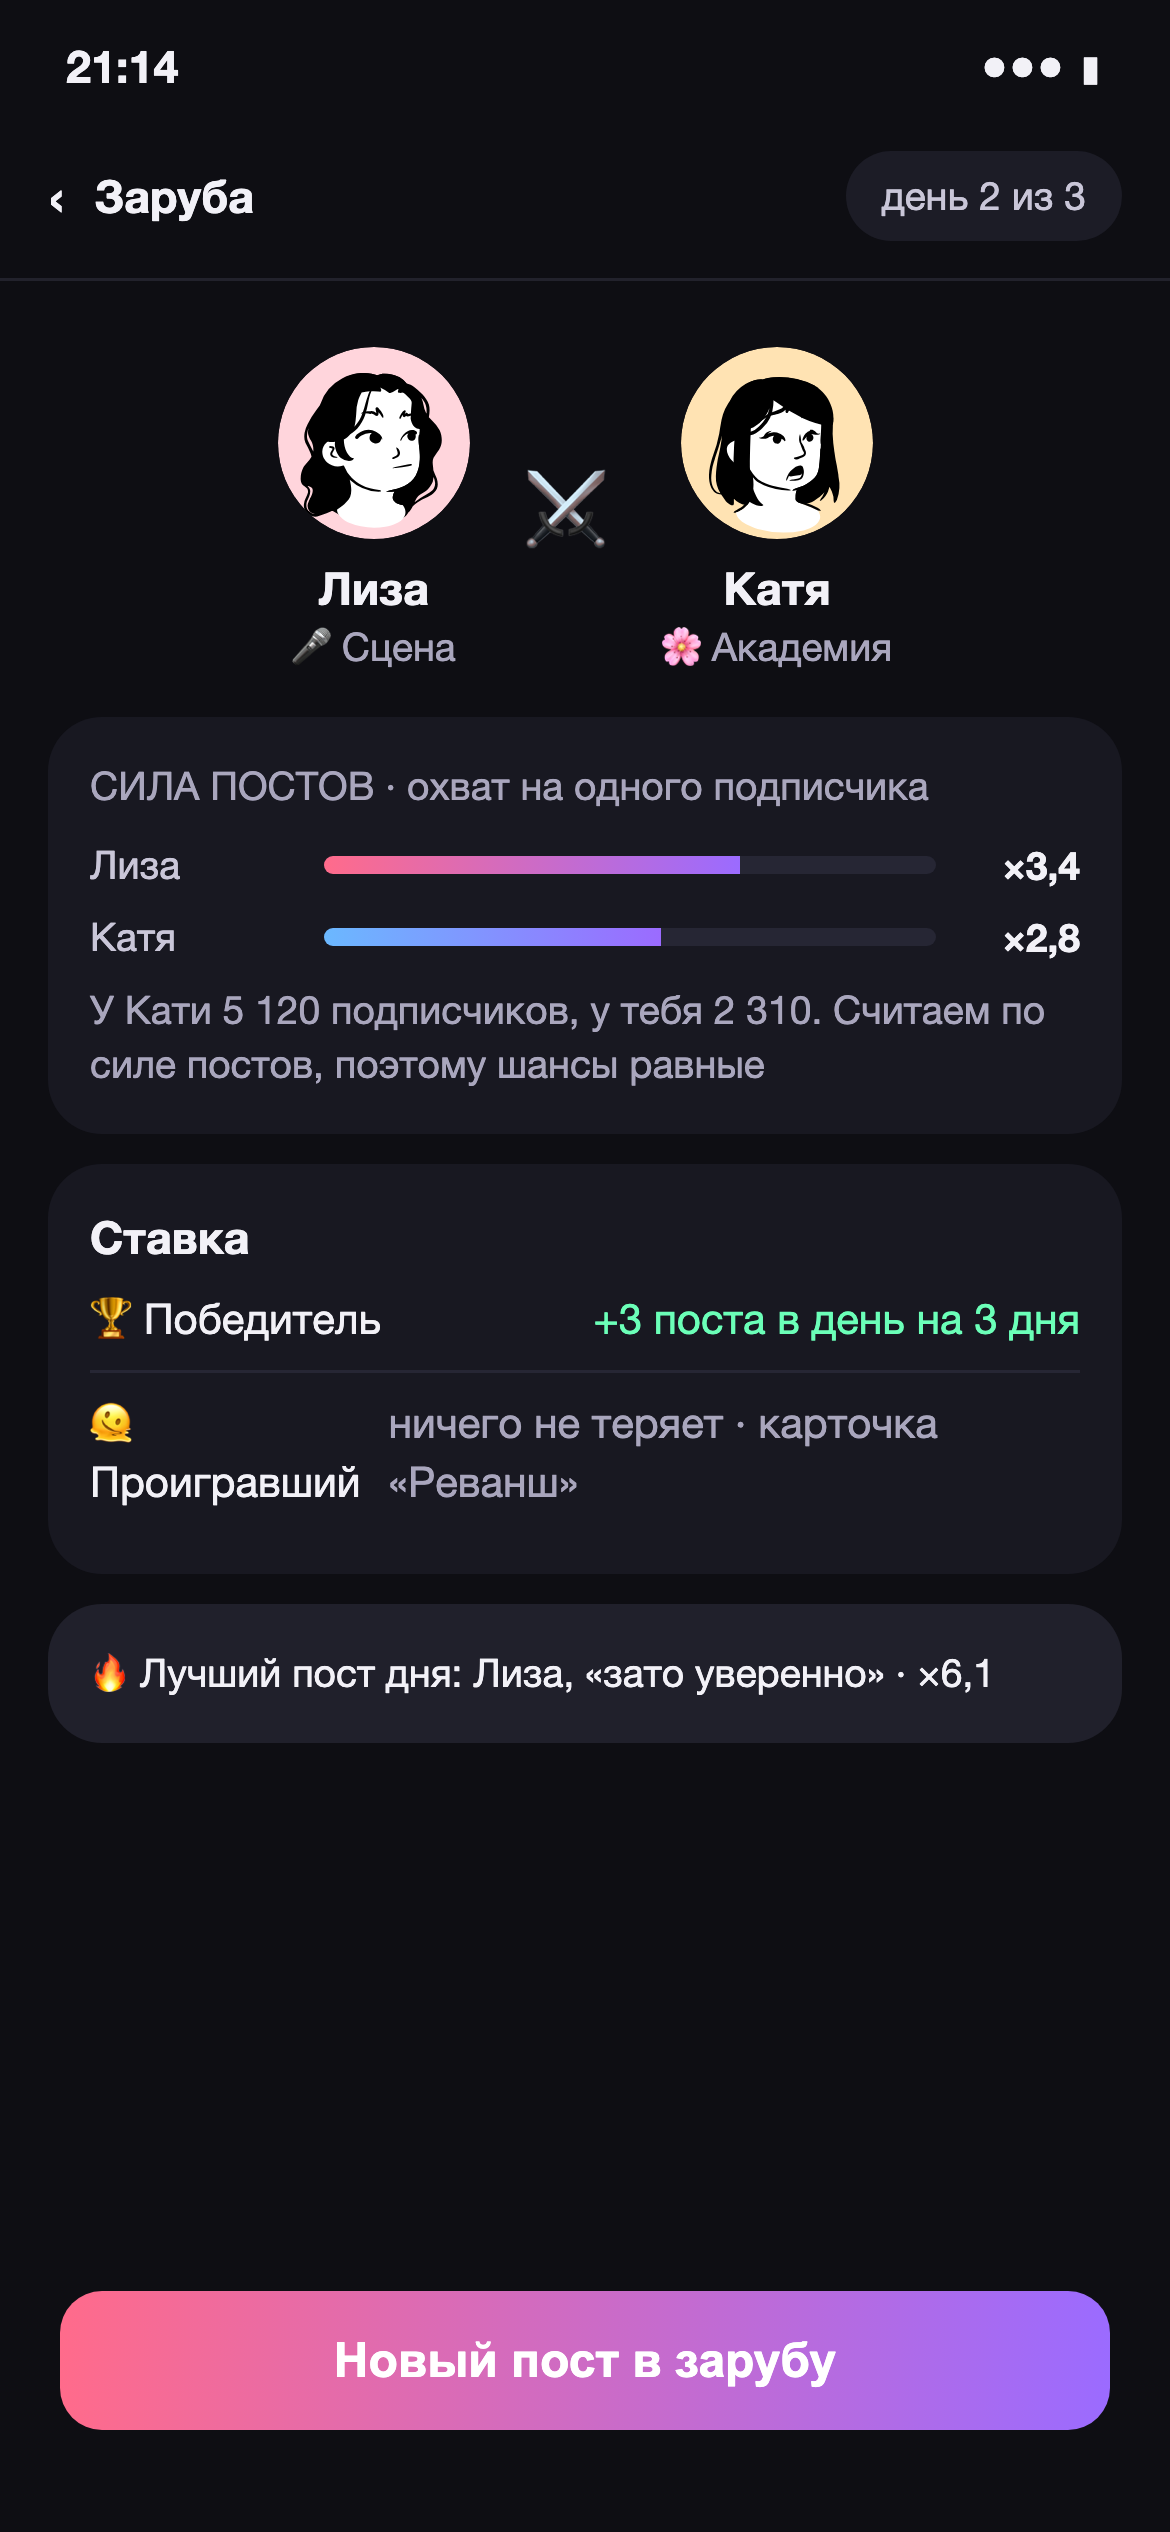 21:14
‹ Заруба
день 2 из 3
Лиза
🎤 Сцена
Катя
🌸 Академия
СИЛА ПОСТОВ · охват на одного подписчика
Лиза ×3,4
Катя ×2,8
У Кати 5 120 подписчиков, у тебя 2 310. Считаем по
силе постов, поэтому шансы равные
Ставка
🏆 Победитель +3 поста в день на 3 дня
🫠 Проигравший
ничего не теряет · карточка
«Реванш»
🔥 Лучший пост дня: Лиза, «зато уверенно» · ×6,1
Новый пост в зарубу